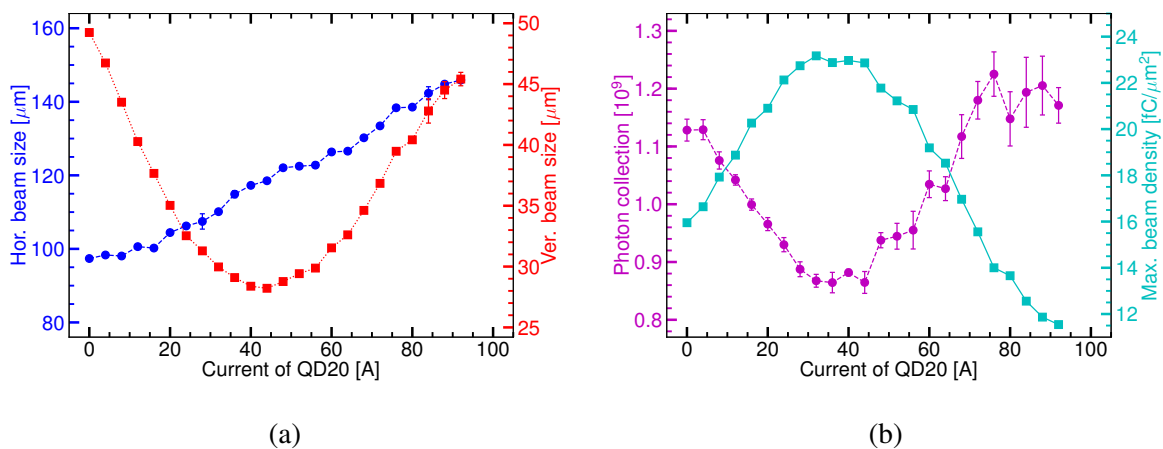 160
140
120
100
80
Hor. beam size [μm]
50
45
40
35
30
25
Ver. beam size [μm]
0 20 40 60 80 100
Current of QD20 [A]
(a)
1.3
1.2
1.1
1.0
0.9
0.8
Photon collection [10⁹]
24
22
20
18
16
14
12
Max. beam density [fC/μm²]
0 20 40 60 80 100
Current of QD20 [A]
(b)